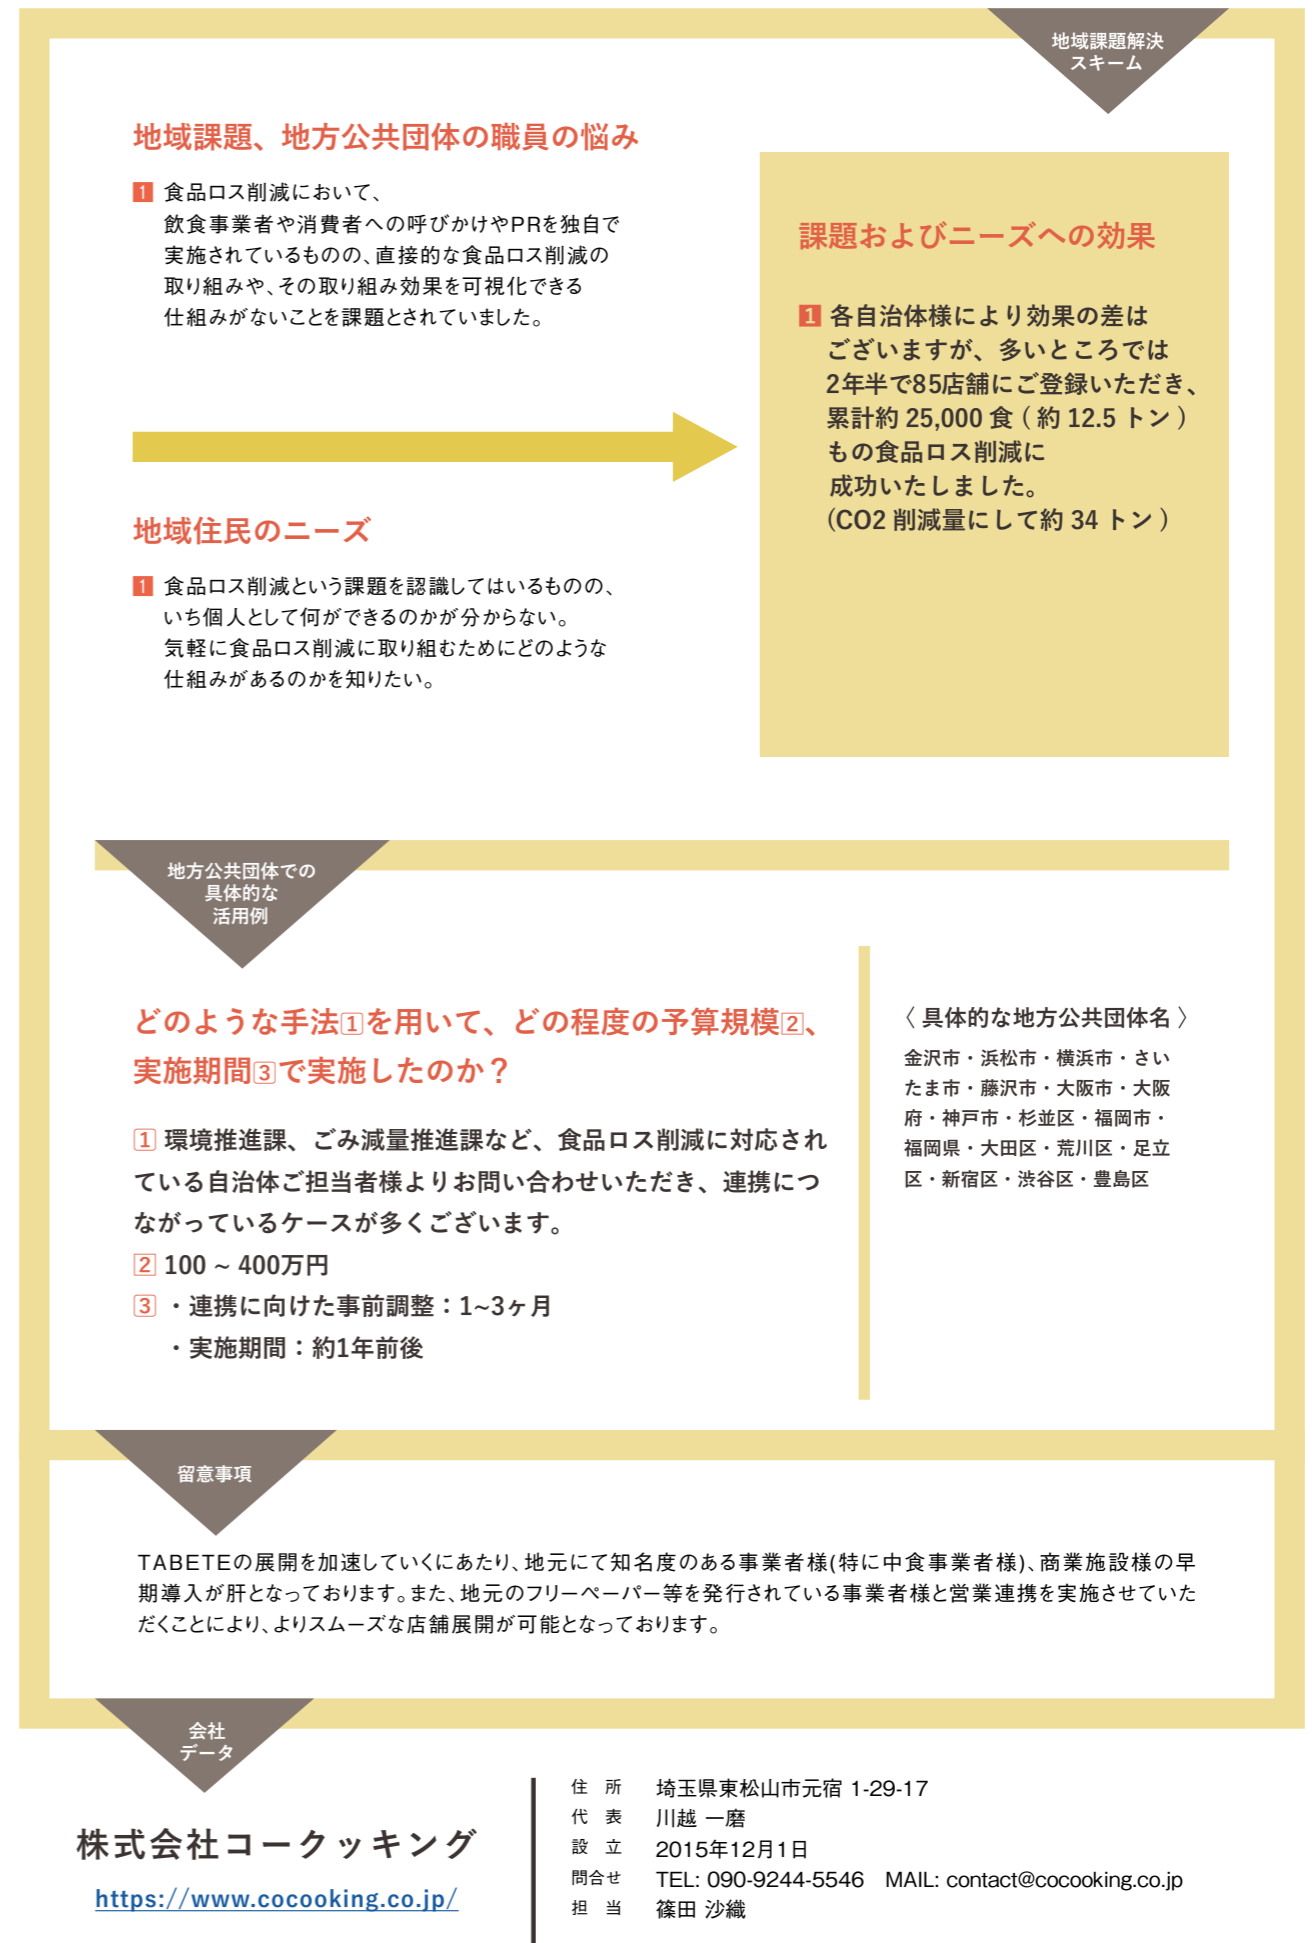 地域課題解決
スキーム
地域課題、地方公共団体の職員の悩み
1 食品ロス削減において、
飲食事業者や消費者への呼びかけやPRを独自で
実施されているものの、直接的な食品ロス削減の
取り組みや、その取り組み効果を可視化できる
仕組みがないことを課題とされていました。
地域住民のニーズ
1 食品ロス削減という課題を認識してはいるものの、
いち個人として何ができるのかが分からない。
気軽に食品ロス削減に取り組むためにどのような
仕組みがあるのかを知りたい。
課題およびニーズへの効果
1 各自治体様により効果の差は
ございますが、多いところでは
2年半で85店舗にご登録いただき、
累計約 25,000 食 ( 約 12.5 トン )
もの食品ロス削減に
成功いたしました。
(CO2 削減量にして約 34 トン )
地方公共団体での
具体的な
活用例
どのような手法1を用いて、どの程度の予算規模2、
実施期間3で実施したのか？
1 環境推進課、ごみ減量推進課など、食品ロス削減に対応され
ている自治体ご担当者様よりお問い合わせいただき、連携につ
ながっているケースが多くございます。
2 100 ~ 400万円
3 ・連携に向けた事前調整：1~3ヶ月
・実施期間：約1年前後
〈 具体的な地方公共団体名 〉
金沢市・浜松市・横浜市・さい
たま市・藤沢市・大阪市・大阪
府・神戸市・杉並区・福岡市・
福岡県・大田区・荒川区・足立
区・新宿区・渋谷区・豊島区
留意事項
TABETEの展開を加速していくにあたり、地元にて知名度のある事業者様(特に中食事業者様)、商業施設様の早
期導入が肝となっております。また、地元のフリーペーパー等を発行されている事業者様と営業連携を実施させていた
だくことにより、よりスムーズな店舗展開が可能となっております。
会社
データ
株式会社コークッキング
https://www.cocooking.co.jp/
住　所　埼玉県東松山市元宿 1-29-17
代　表　川越 一磨
設　立　2015年12月1日
問合せ　TEL: 090-9244-5546　MAIL: contact@cocooking.co.jp
担　当　篠田 沙織